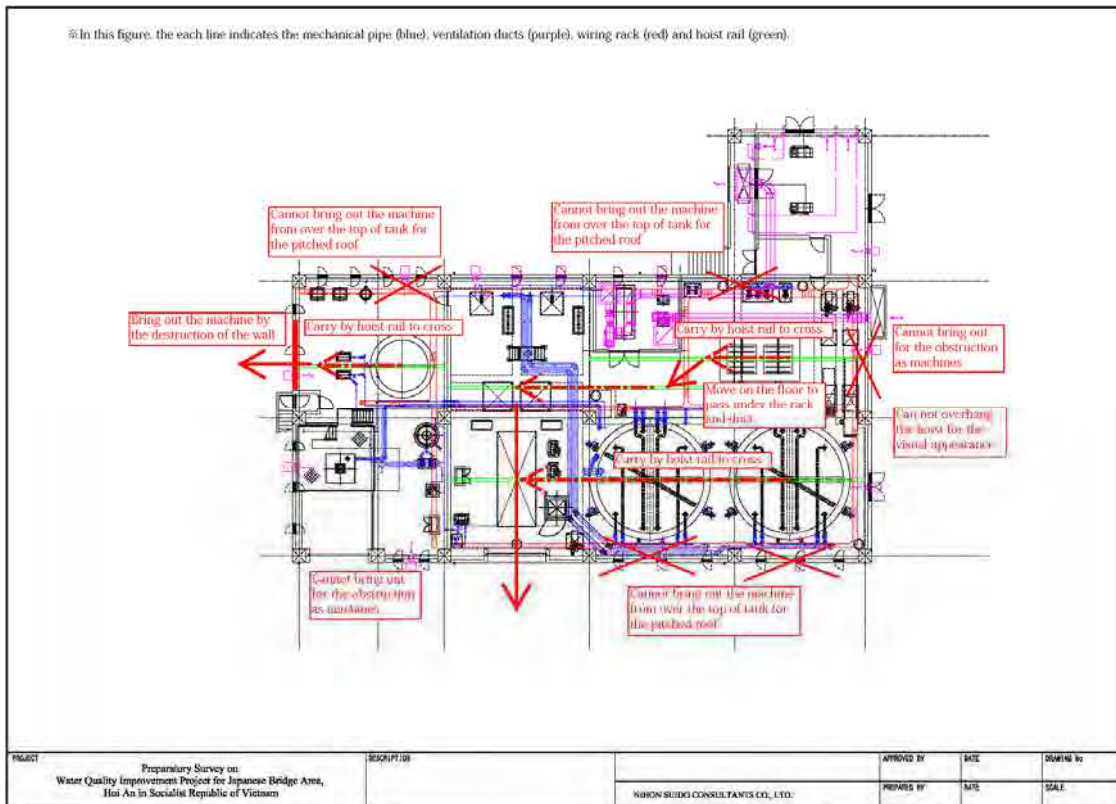 ※In this figure, the each line indicates the mechanical pipe (blue), ventilation ducts (purple), wiring rack (red) and hoist rail (green).
Cannot bring out the machine
from over the top of tank for
the pitched roof
Cannot bring out the machine
from over the top of tank for
the pitched roof
Bring out the machine by
the destruction of the wall
Carry by hoist rail to cross
Carry by hoist rail to cross
Cannot bring out
for the obstruction
as machines
Move on the floor to
pass under the rack
and duct
Can not overhang
the hoist for the
visual appearance
Carry by hoist rail to cross
Cannot bring out
for the obstruction
as machines
Cannot bring out the machine
from over the top of tank for
the pitched roof
PROJECT
Preparatory Survey on
Water Quality Improvement Project for Japanese Bridge Area,
Hoi An in Socialist Republic of Vietnam
DESCRIPTION
NIHON SUIDO CONSULTANTS CO., LTD.
APPROVED BY
DATE
DRAWING No
PREPARED BY
DATE
SCALE